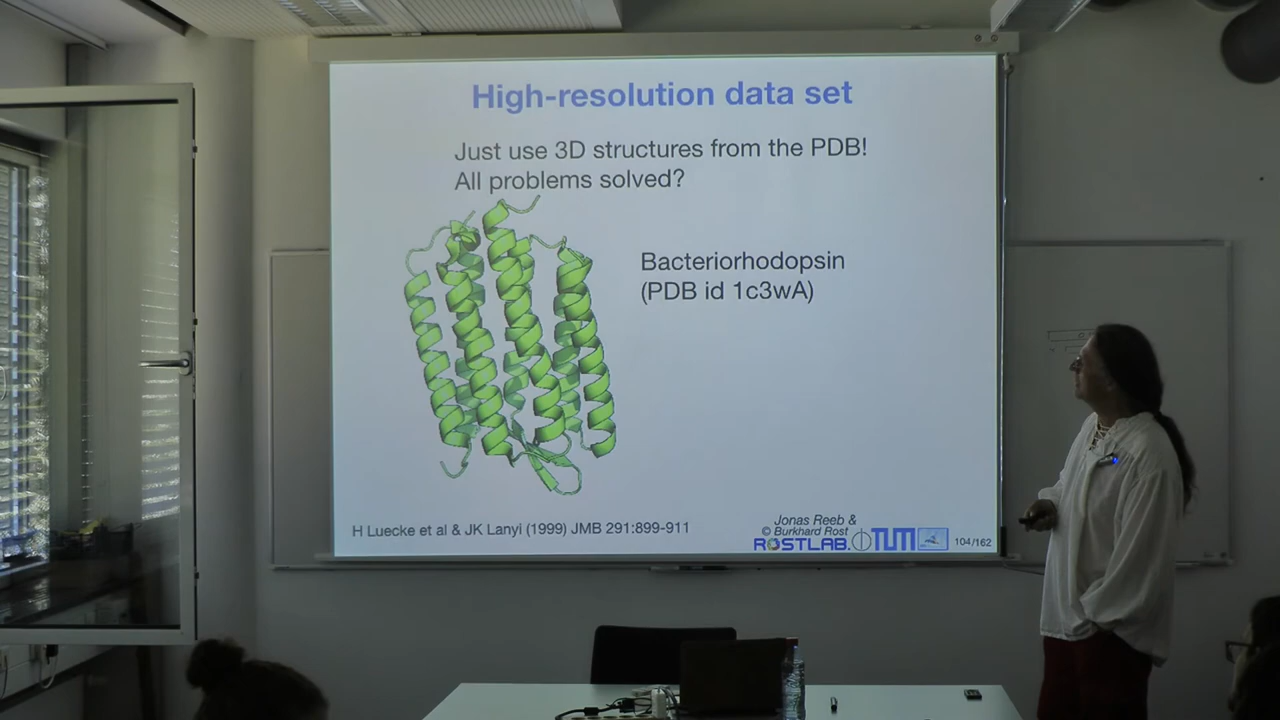 High-resolution data set
Just use 3D structures from the PDB!
All problems solved?
Bacteriorhodopsin
(PDB id 1c3wA)
H Luecke et al & JK Lanyi (1999) JMB 291:899-911
Jonas Reeb &
© Burkhard Rost
ROSTLAB.
TUM
104/162